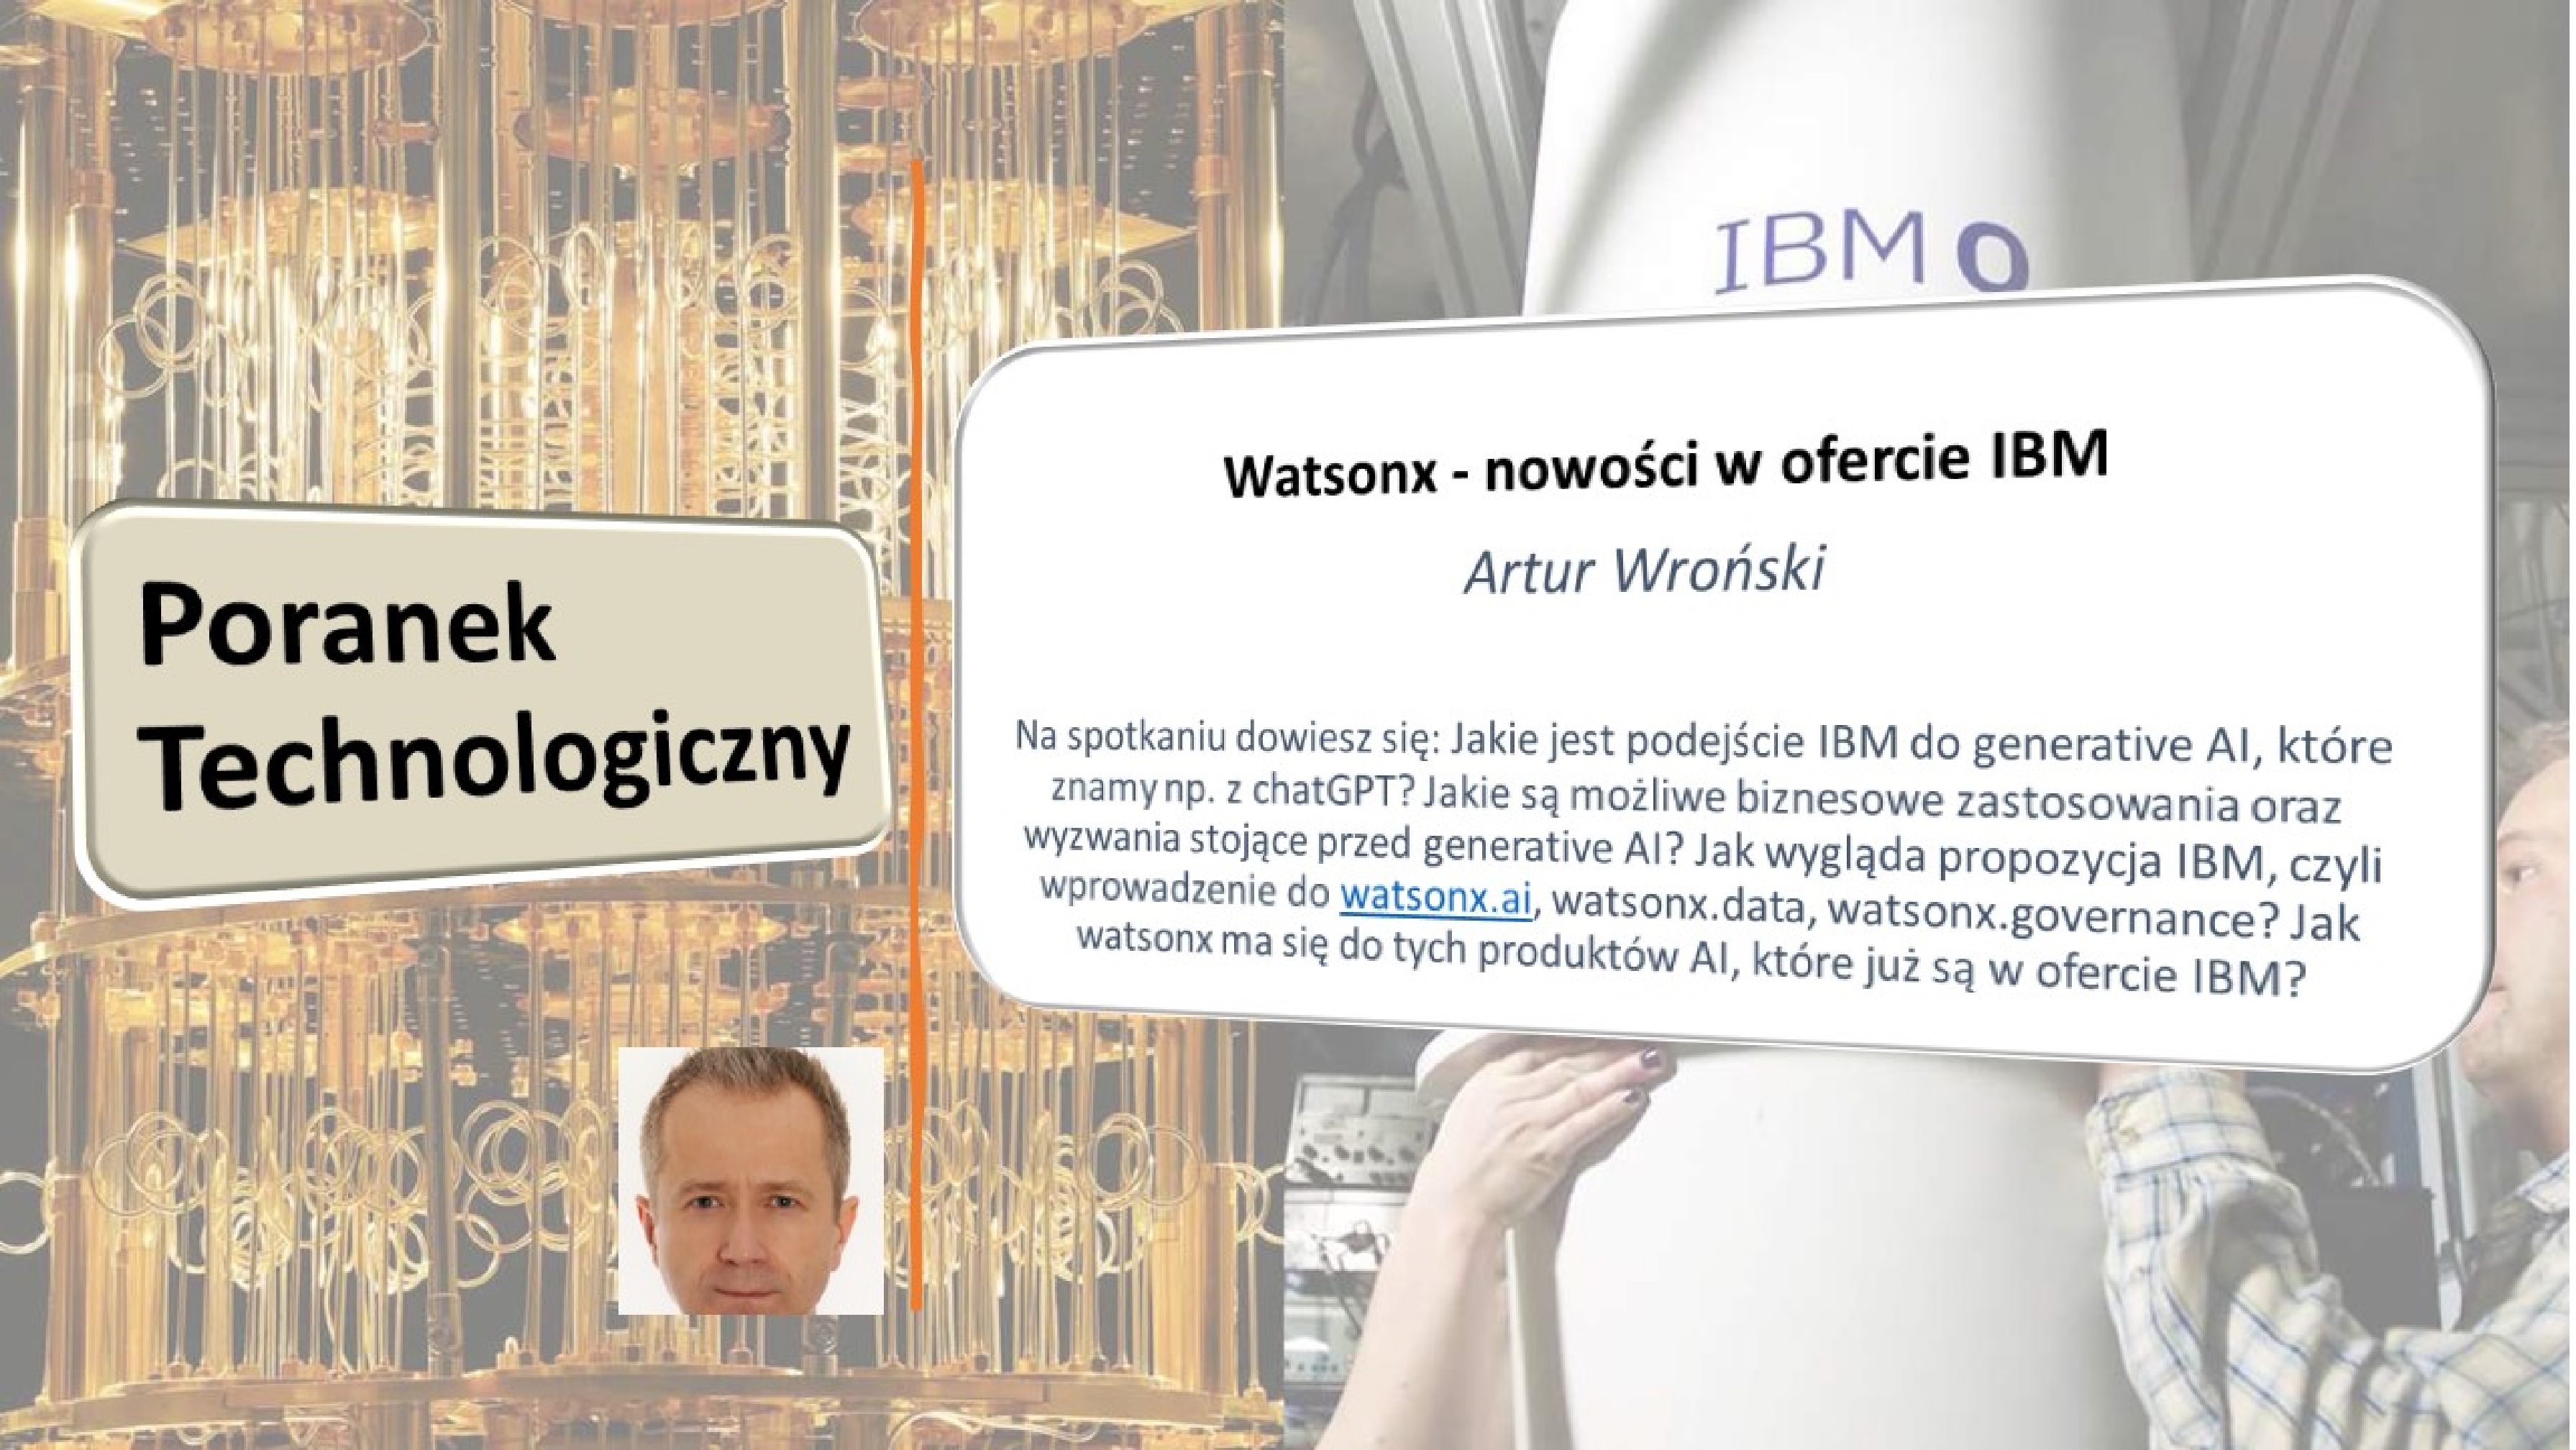 IBM Q
Poranek
Technologiczny
Watsonx - nowości w ofercie IBM
Artur Wroński
Na spotkaniu dowiesz się: Jakie jest podejście IBM do generative AI, które
znamy np. z chatGPT? Jakie są możliwe biznesowe zastosowania oraz
wyzwania stojące przed generative AI? Jak wygląda propozycja IBM, czyli
wprowadzenie do watsonx.ai, watsonx.data, watsonx.governance? Jak
watsonx ma się do tych produktów AI, które już są w ofercie IBM?